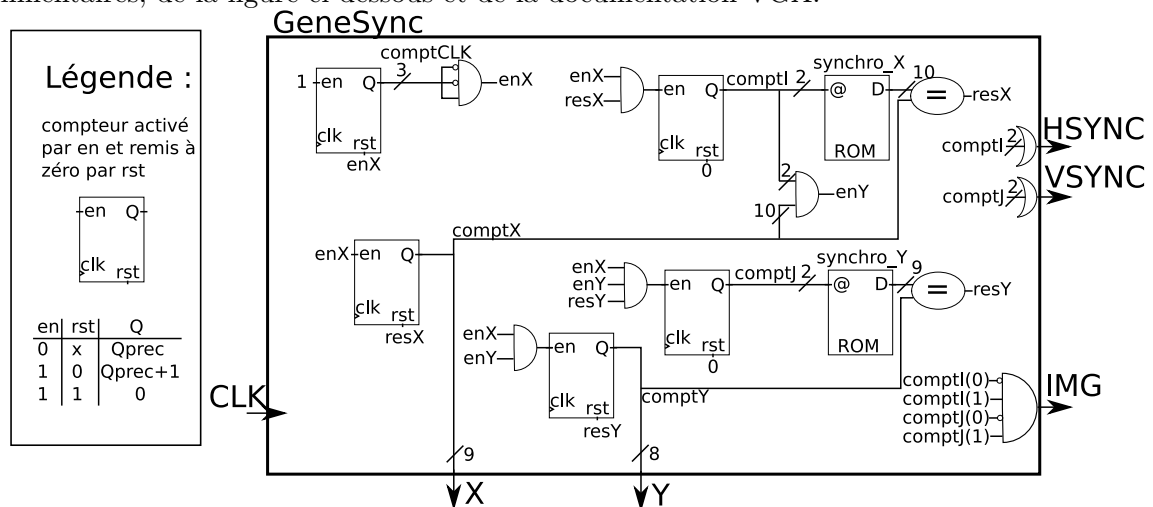 GeneSync
Légende :
compteur activé
par en et remis à
zéro par rst
en Q
clk rst
en rst Q
0 x Qprec
1 0 Qprec+1
1 1 0
comptCLK
1 en Q 3 enX
clk rst
enX
enX
resX
en Q comptI 2
clk rst
0
synchro_X
@ D 10
ROM
= resX
2
10
enY
comptI 2 HSYNC
comptJ 2 VSYNC
comptX
enX en Q
clk rst
resX
enX
enY
resY
en Q comptJ 2
clk rst
0
synchro_Y
@ D 9
ROM
= resY
enX
enY
en Q
clk rst
resY
comptY
comptI(0)
comptI(1)
comptJ(0)
comptJ(1)
IMG
CLK
9
X
8
Y